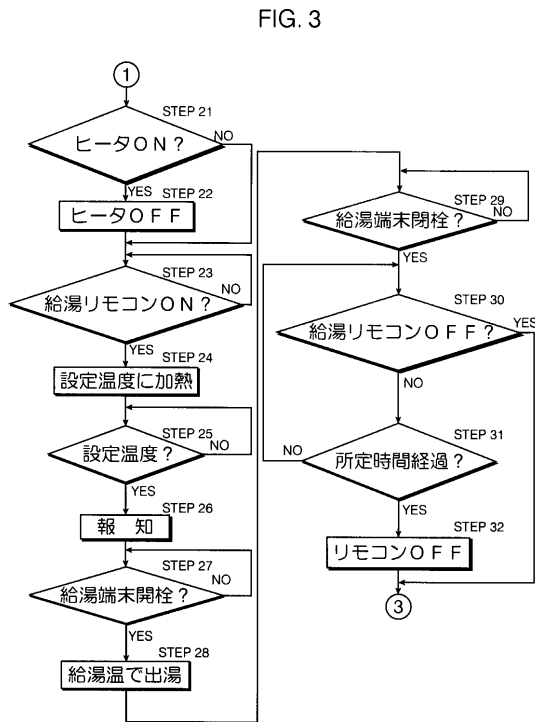 FIG. 3
①
STEP 21
ヒータＯＮ？
NO
YES
STEP 22
ヒータＯＦＦ
STEP 23
給湯リモコンＯＮ？
NO
YES
STEP 24
設定温度に加熱
STEP 25
設定温度？
NO
YES
STEP 26
報　知
STEP 27
給湯端末開栓？
NO
YES
STEP 28
給湯温で出湯
STEP 29
給湯端末閉栓？
NO
YES
STEP 30
給湯リモコンＯＦＦ？
YES
NO
STEP 31
所定時間経過？
NO
YES
STEP 32
リモコンＯＦＦ
③